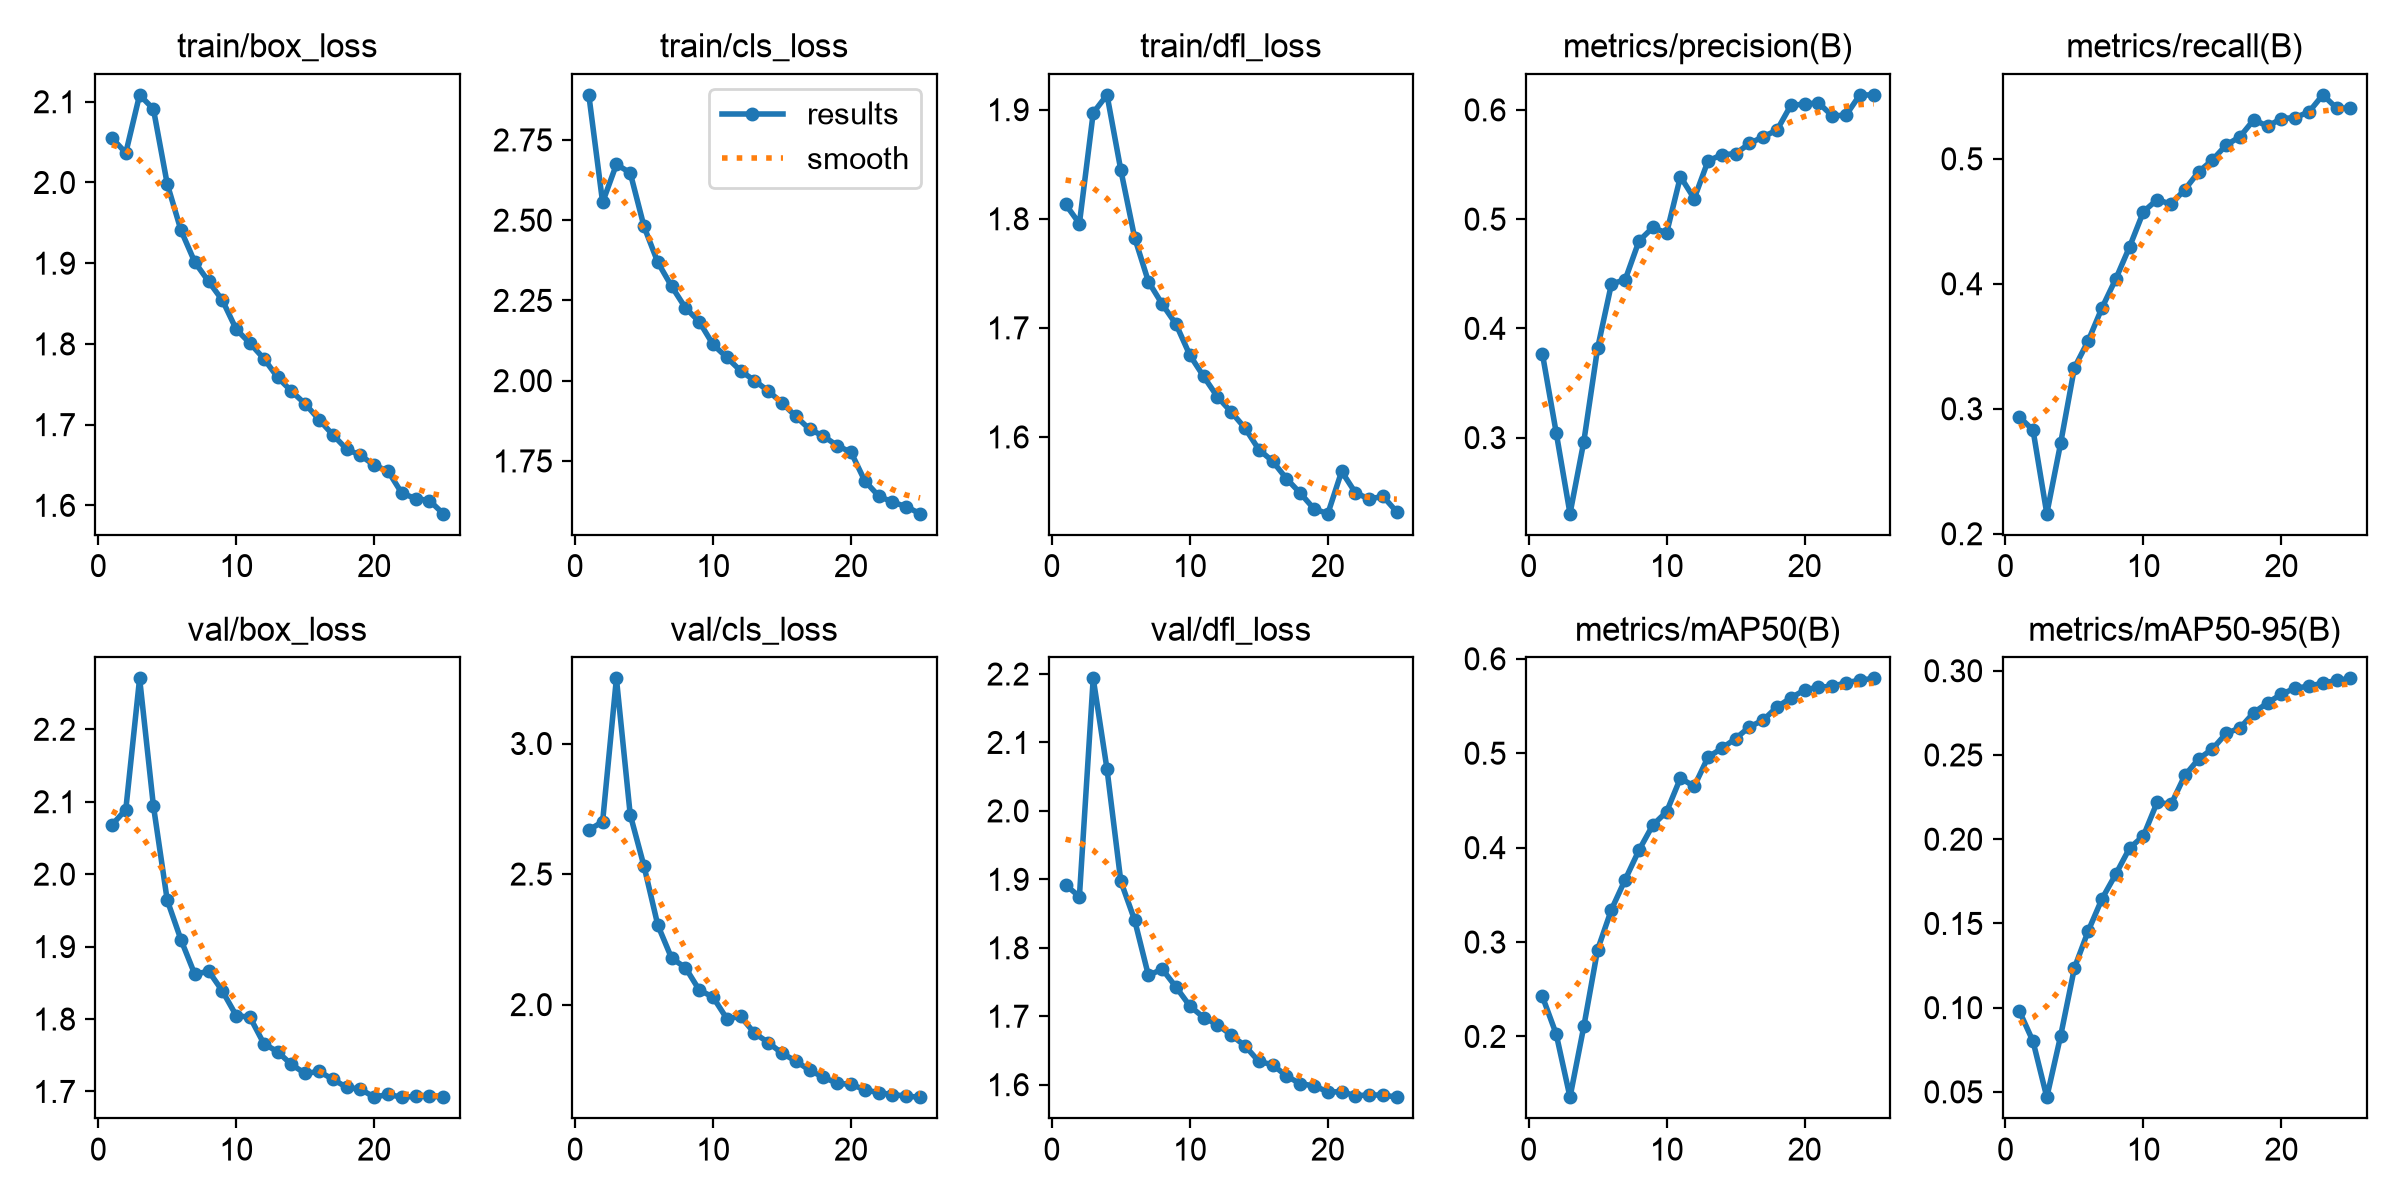 train/box_loss
2.1
2.0
1.9
1.8
1.7
1.6
0 10 20
train/cls_loss
results
smooth
2.75
2.50
2.25
2.00
1.75
0 10 20
train/dfl_loss
1.9
1.8
1.7
1.6
0 10 20
metrics/precision(B)
0.6
0.5
0.4
0.3
0 10 20
metrics/recall(B)
0.5
0.4
0.3
0.2
0 10 20
val/box_loss
2.2
2.1
2.0
1.9
1.8
1.7
0 10 20
val/cls_loss
3.0
2.5
2.0
0 10 20
val/dfl_loss
2.2
2.1
2.0
1.9
1.8
1.7
1.6
0 10 20
metrics/mAP50(B)
0.6
0.5
0.4
0.3
0.2
0 10 20
metrics/mAP50-95(B)
0.30
0.25
0.20
0.15
0.10
0.05
0 10 20